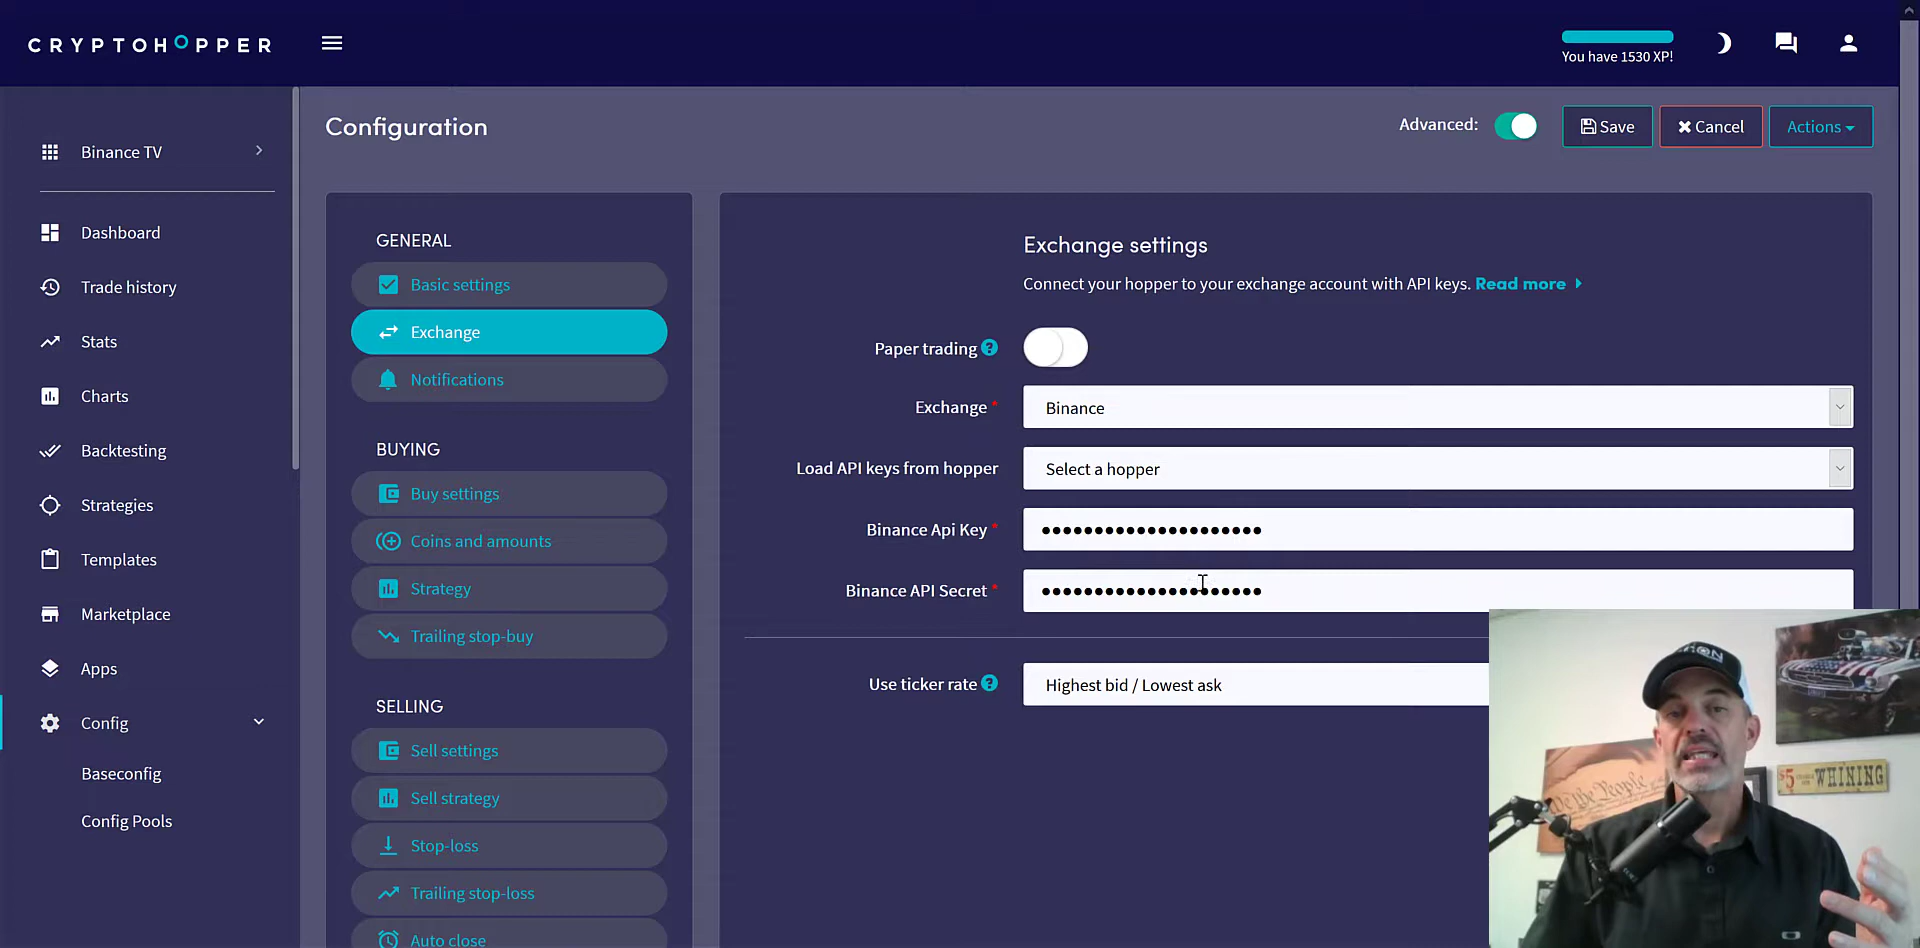 CRYPTOHOPPER
You have 1530 XP!
Binance TV
Dashboard
Trade history
Stats
Charts
Backtesting
Strategies
Templates
Marketplace
Apps
Config
Baseconfig
Config Pools
Configuration
Advanced:
Save
Cancel
Actions
GENERAL
Basic settings
Exchange
Notifications
BUYING
Buy settings
Coins and amounts
Strategy
Trailing stop-buy
SELLING
Sell settings
Sell strategy
Stop-loss
Trailing stop-loss
Auto close
Exchange settings
Connect your hopper to your exchange account with API keys. Read more
Paper trading
Exchange *
Binance
Load API keys from hopper
Select a hopper
Binance Api Key *
••••••••••••••••••••••
Binance API Secret *
••••••••••••••••••••••
Use ticker rate
Highest bid / Lowest ask
We the People
$5
WHINING